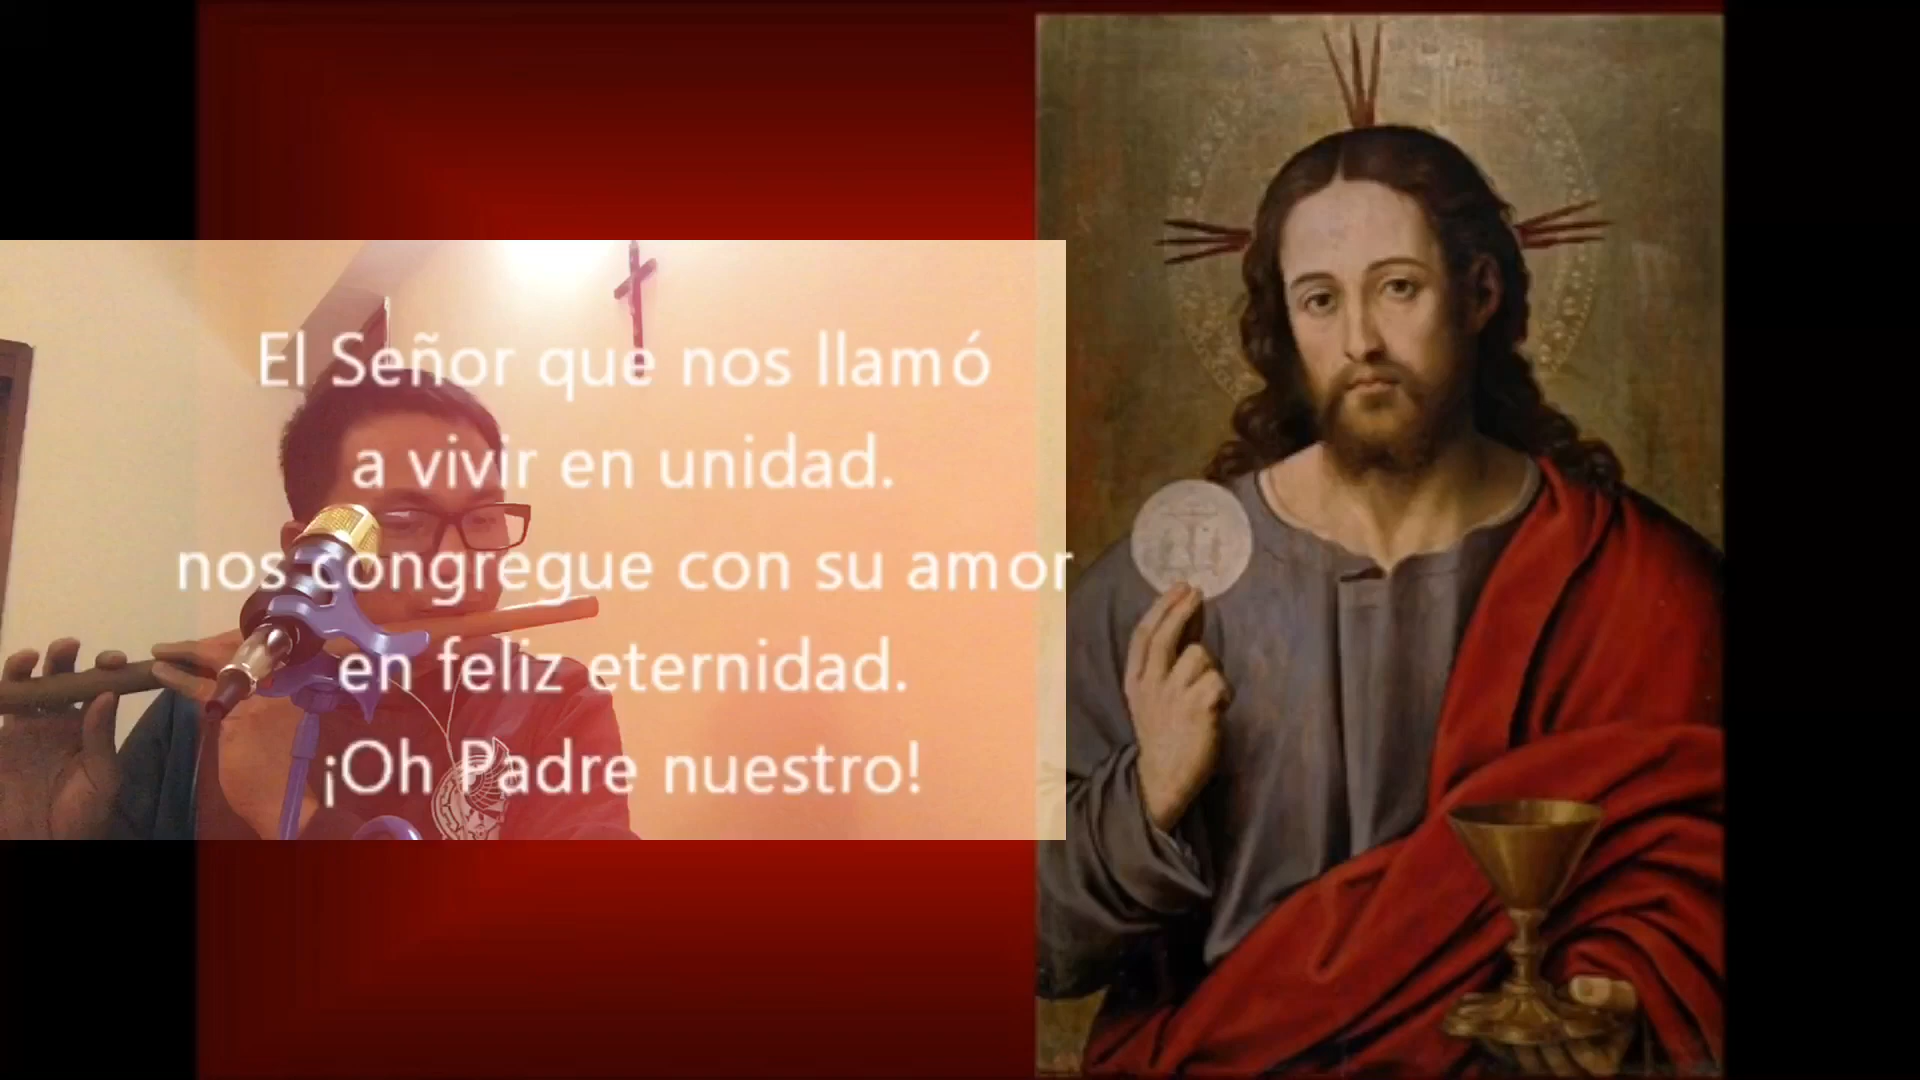 El Señor que nos llamó
a vivir en unidad.
nos congregue con su amor
en feliz eternidad.
¡Oh Padre nuestro!